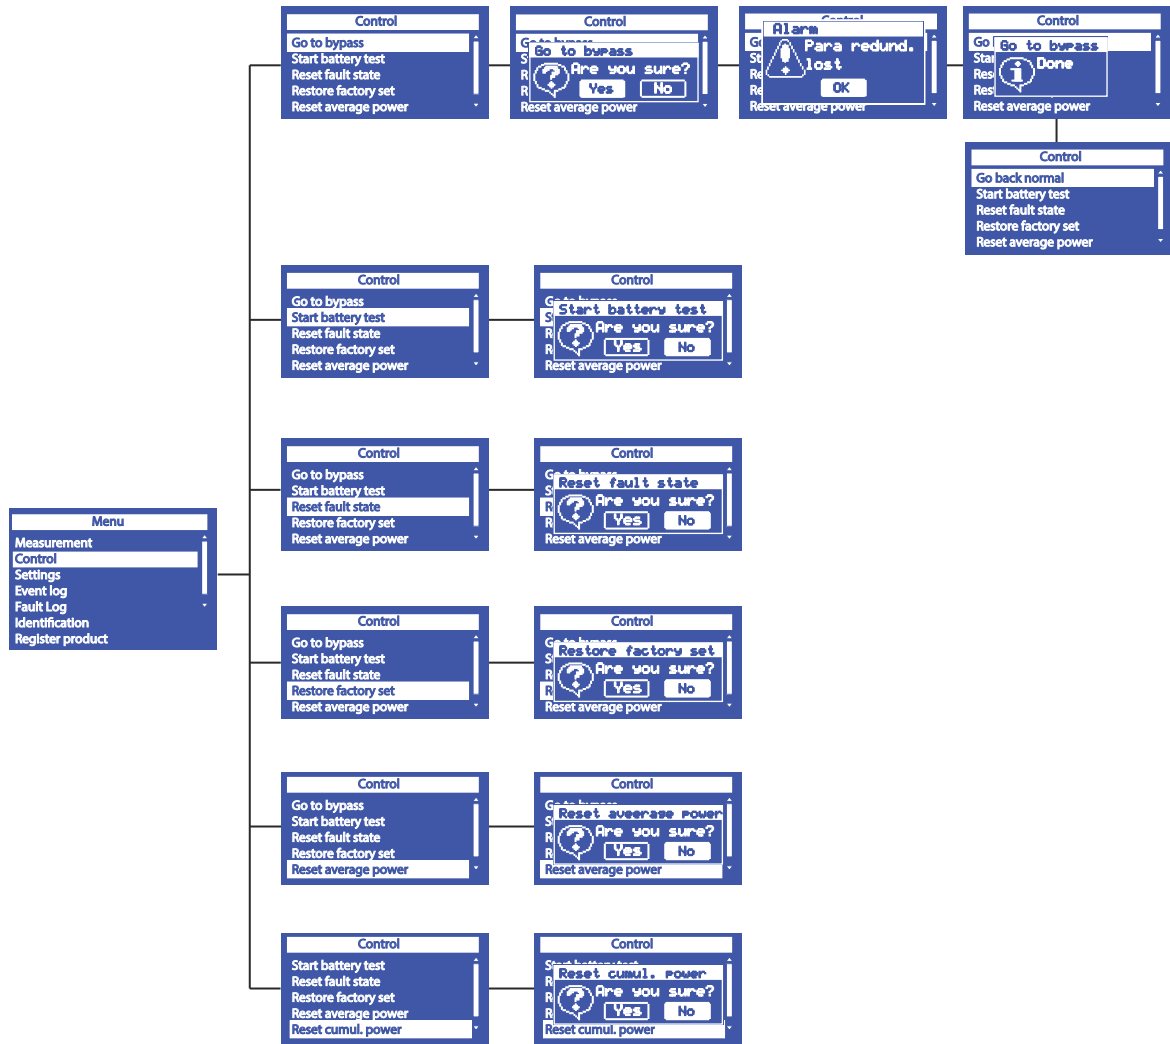 Control
Go to bypass
Start battery test
Reset fault state
Restore factory set
Reset average power
Control
Go to bypass
Are you sure?
Yes No
Reset average power
Alarm
Para redund.
lost
OK
Reset average power
Control
Go to bypass
Done
Reset average power
Control
Go back normal
Start battery test
Reset fault state
Restore factory set
Reset average power
Control
Go to bypass
Start battery test
Reset fault state
Restore factory set
Reset average power
Control
Start battery test
Are you sure?
Yes No
Reset average power
Control
Go to bypass
Start battery test
Reset fault state
Restore factory set
Reset average power
Control
Reset fault state
Are you sure?
Yes No
Reset average power
Menu
Measurement
Control
Settings
Event log
Fault Log
Identification
Register product
Control
Go to bypass
Start battery test
Reset fault state
Restore factory set
Reset average power
Control
Restore factory set
Are you sure?
Yes No
Reset average power
Control
Go to bypass
Start battery test
Reset fault state
Restore factory set
Reset average power
Control
Reset aveerage power
Are you sure?
Yes No
Reset average power
Control
Start battery test
Reset fault state
Restore factory set
Reset average power
Reset cumul. power
Control
Reset cumul. power
Are you sure?
Yes No
Reset cumul. power